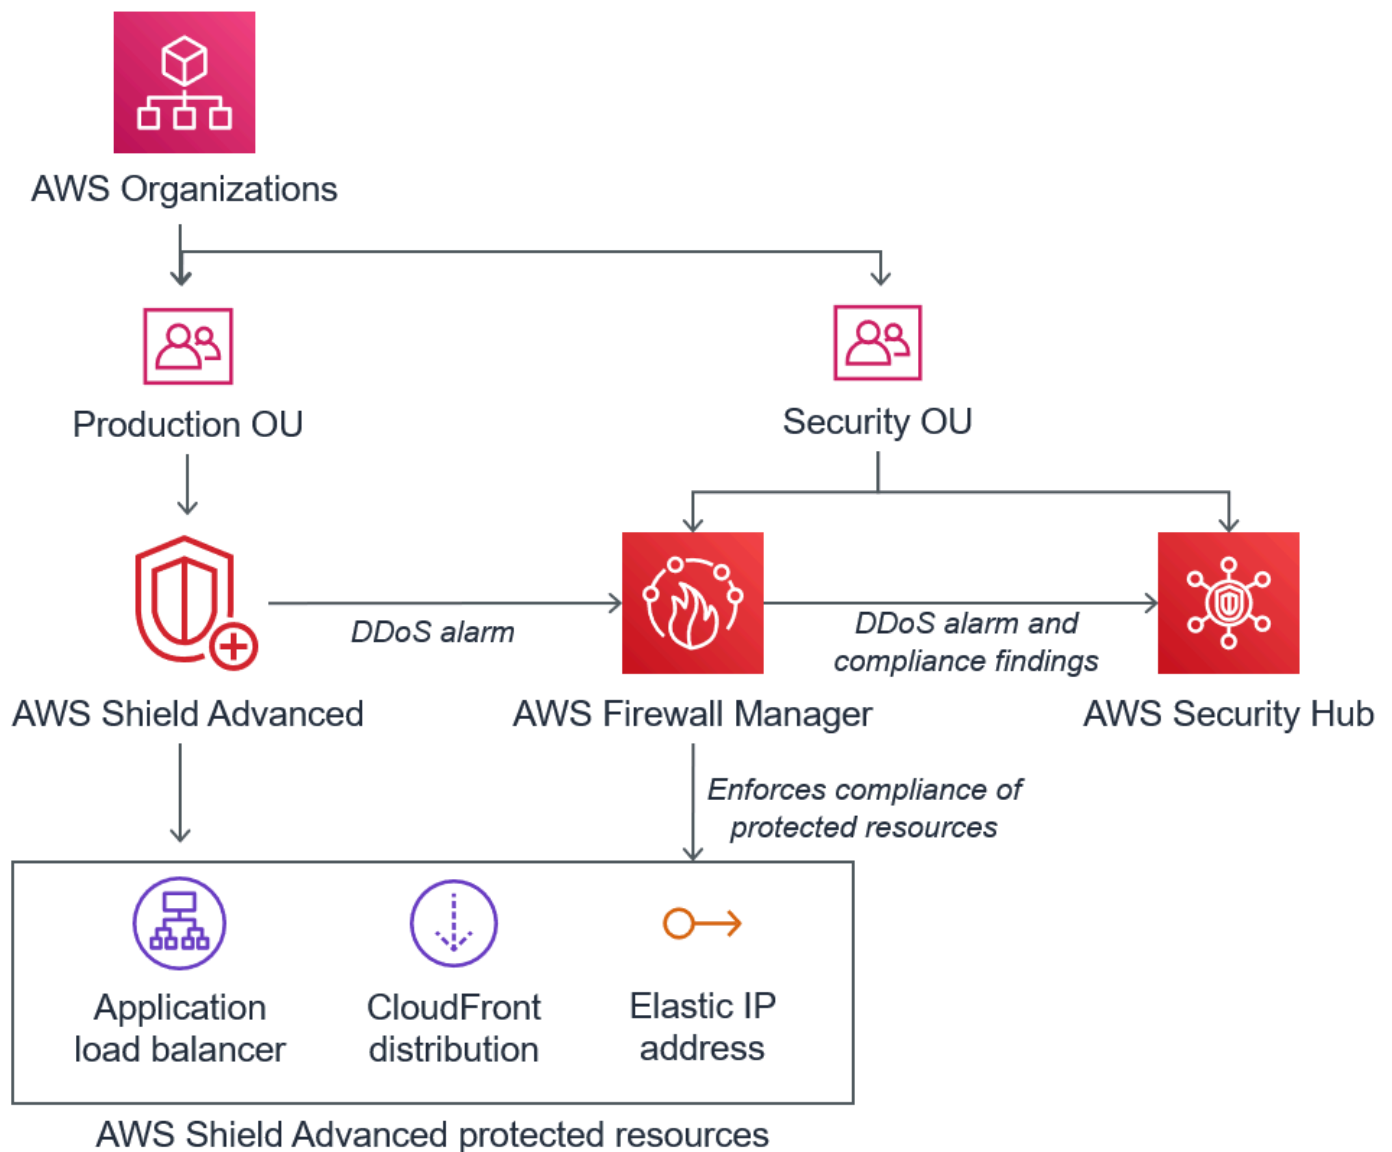 AWS Organizations
Production OU
Security OU
DDoS alarm
DDoS alarm and
compliance findings
AWS Shield Advanced
AWS Firewall Manager
AWS Security Hub
Enforces compliance of
protected resources
Application
load balancer
CloudFront
distribution
Elastic IP
address
AWS Shield Advanced protected resources